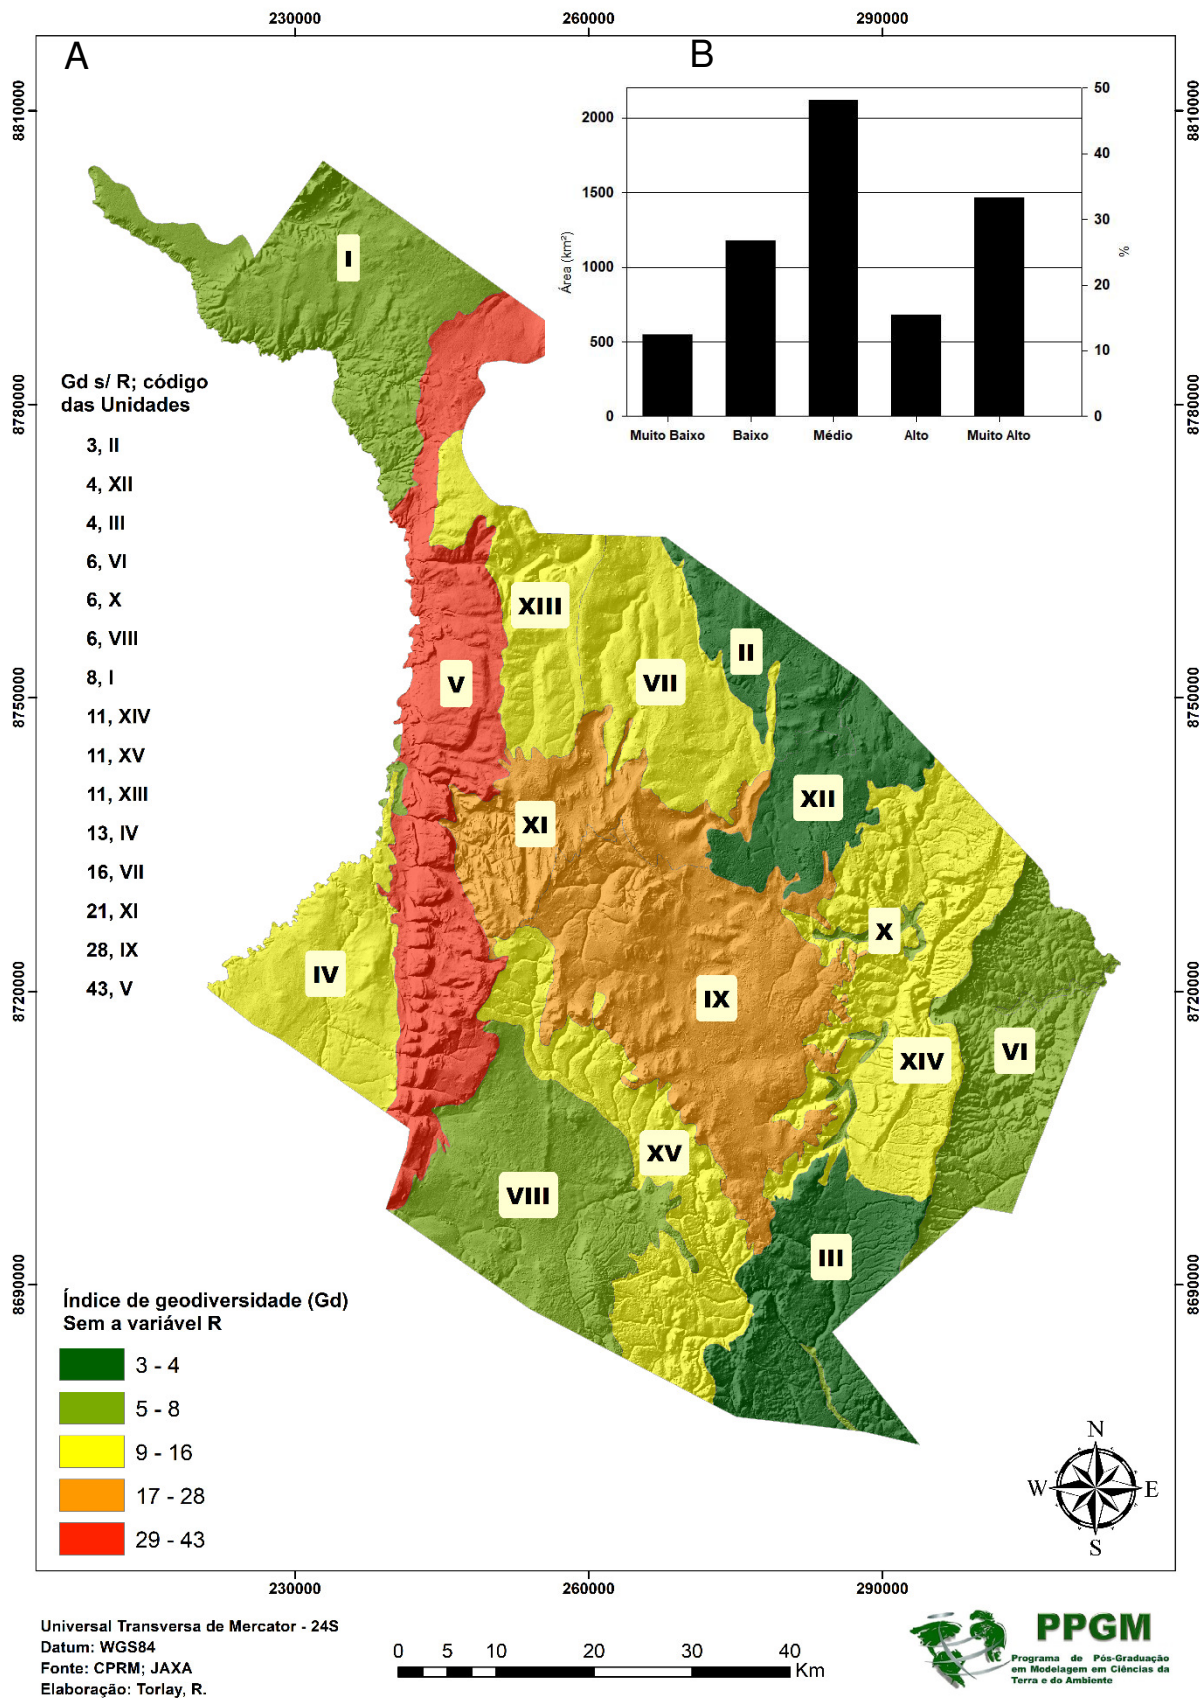 230000 260000 290000
A
B
8810000
8780000
8750000
8720000
8690000
8810000
8780000
8750000
8720000
8690000
Área (km²)
2000
1500
1000
500
0
50
40
30
20
10
0
%
Muito Baixo Baixo Médio Alto Muito Alto
Gd s/ R; código
das Unidades
3, II
4, XII
4, III
6, VI
6, X
6, VIII
8, I
11, XIV
11, XV
11, XIII
13, IV
16, VII
21, XI
28, IX
43, V
I
XIII
II
V
VII
XII
XI
X
IV
IX
XIV
VI
XV
VIII
III
Índice de geodiversidade (Gd)
Sem a variável R
3 - 4
5 - 8
9 - 16
17 - 28
29 - 43
N
W E
S
230000 260000 290000
Universal Transversa de Mercator - 24S
Datum: WGS84
Fonte: CPRM; JAXA
Elaboração: Torlay, R.
0 5 10 20 30 40
Km
PPGM
Programa de Pós-Graduação
em Modelagem em Ciências da
Terra e do Ambiente